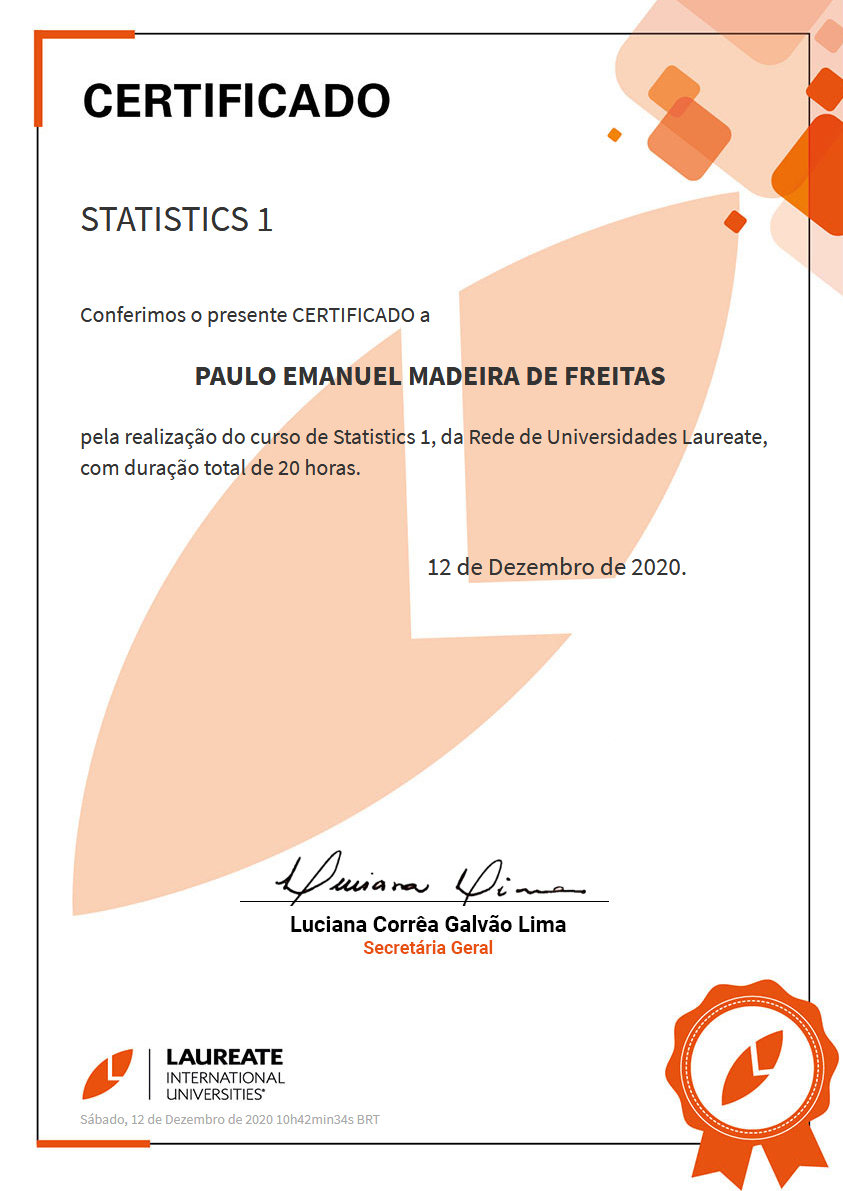 CERTIFICADO
STATISTICS 1
Conferimos o presente CERTIFICADO a
PAULO EMANUEL MADEIRA DE FREITAS
pela realização do curso de Statistics 1, da Rede de Universidades Laureate,
com duração total de 20 horas.
12 de Dezembro de 2020.
Luciana Lima
Luciana Corrêa Galvão Lima
Secretária Geral
LAUREATE
INTERNATIONAL
UNIVERSITIES®
Sábado, 12 de Dezembro de 2020 10h42min34s BRT